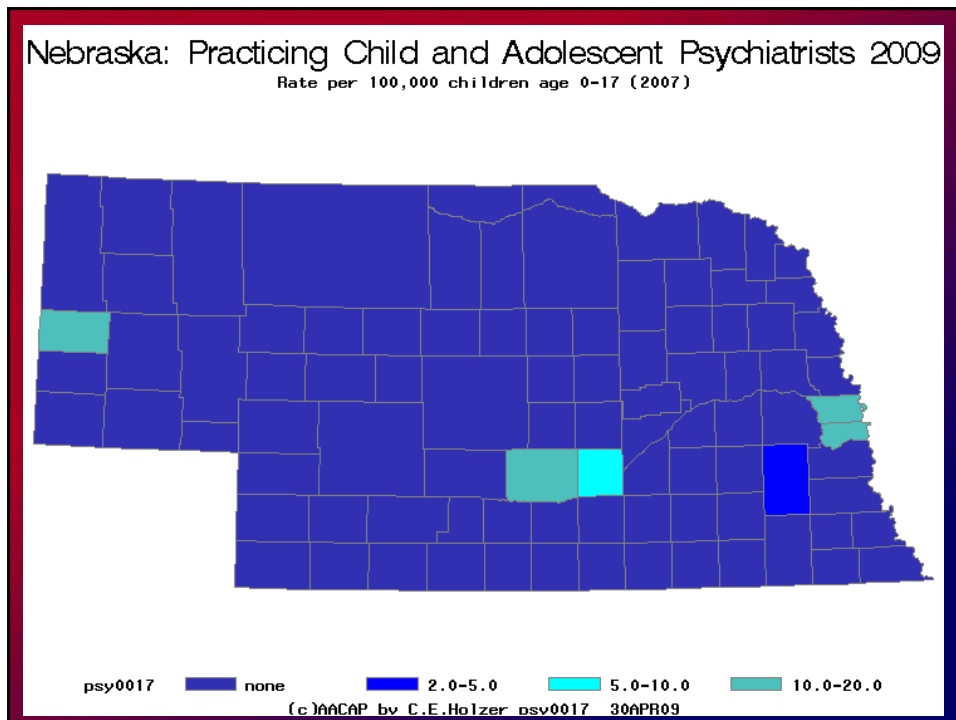 Nebraska: Practicing Child and Adolescent Psychiatrists 2009
Rate per 100,000 children age 0-17 (2007)
psy0017 none 2.0-5.0 5.0-10.0 10.0-20.0
(c)AACAP by C.E.Holzer psy0017 30APR09